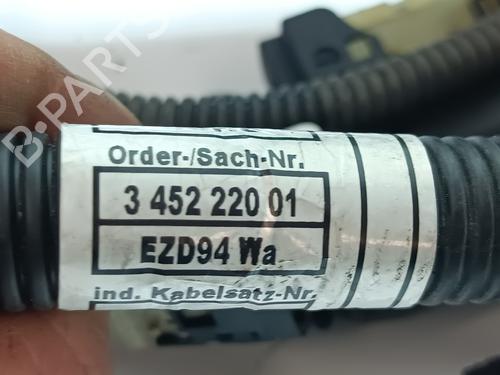 Order-/Sach-Nr.
3 452 220 01
EZD94 Wa
ind. Kabelsatz-Nr.
B-PARTS